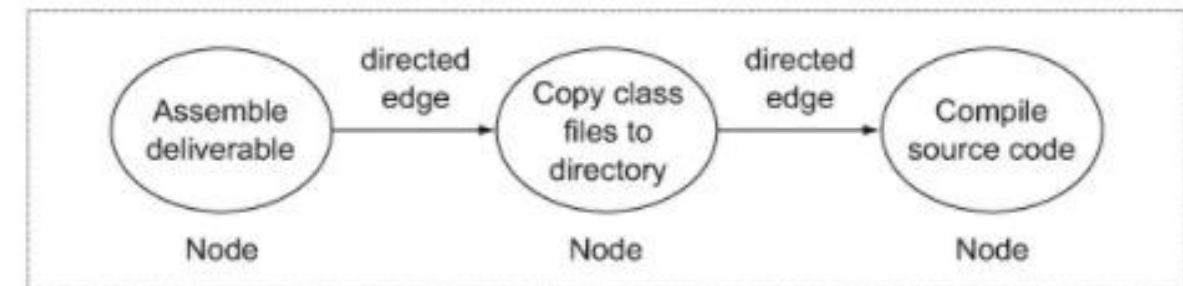 directed
edge
directed
edge
Assemble
deliverable
Copy class
files to
directory
Compile
source code
Node
Node
Node